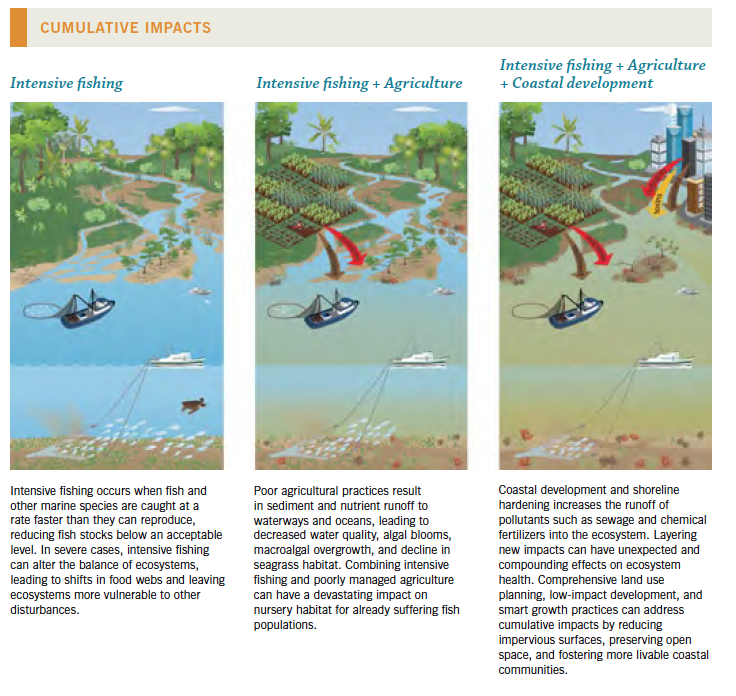 CUMULATIVE IMPACTS
Intensive fishing
Intensive fishing + Agriculture
Intensive fishing + Agriculture
+ Coastal development
Intensive fishing occurs when fish and
other marine species are caught at a
rate faster than they can reproduce,
reducing fish stocks below an acceptable
level. In severe cases, intensive fishing
can alter the balance of ecosystems,
leading to shifts in food webs and leaving
ecosystems more vulnerable to other
disturbances.
Poor agricultural practices result
in sediment and nutrient runoff to
waterways and oceans, leading to
decreased water quality, algal blooms,
macroalgal overgrowth, and decline in
seagrass habitat. Combining intensive
fishing and poorly managed agriculture
can have a devastating impact on
nursery habitat for already suffering fish
populations.
Coastal development and shoreline
hardening increases the runoff of
pollutants such as sewage and chemical
fertilizers into the ecosystem. Layering
new impacts can have unexpected and
compounding effects on ecosystem
health. Comprehensive land use
planning, low-impact development, and
smart growth practices can address
cumulative impacts by reducing
impervious surfaces, preserving open
space, and fostering more livable coastal
communities.